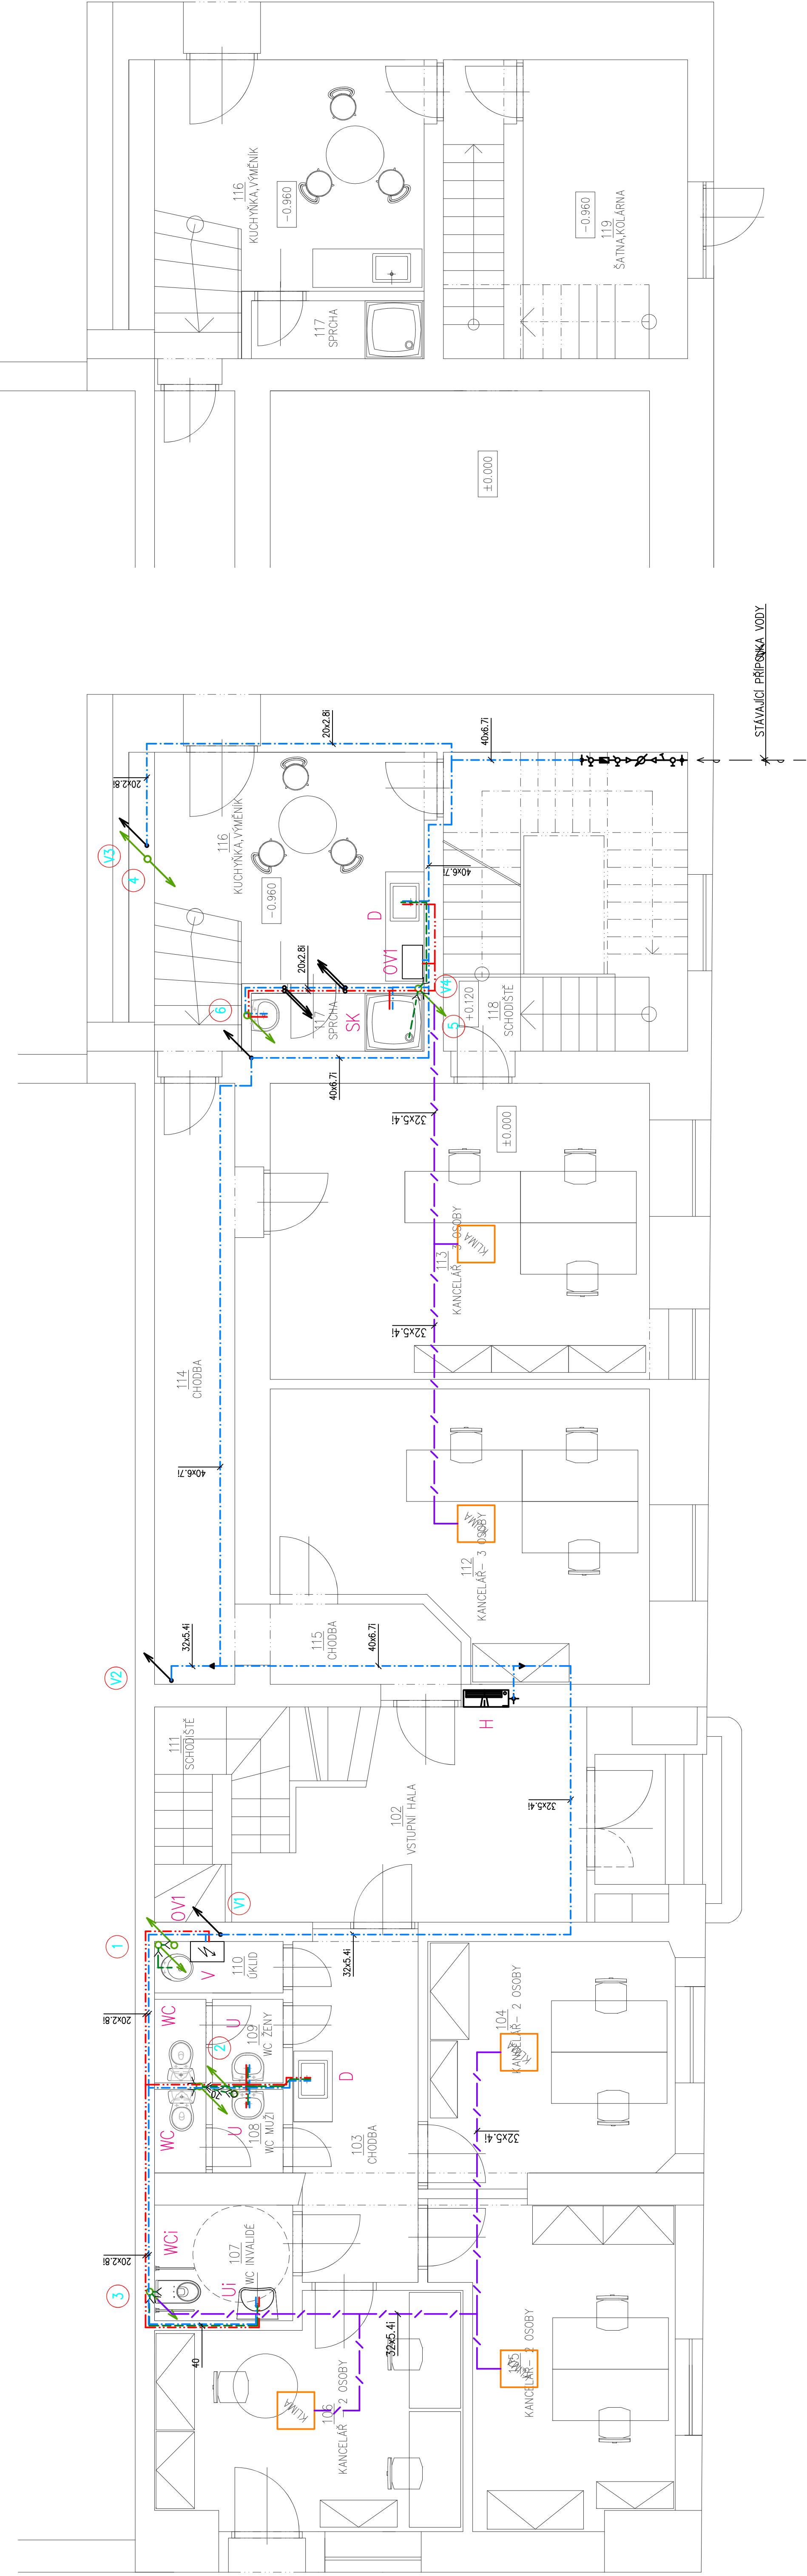 116
KUCHYŇKA,VÝMĚNÍK
-0.960
117
SPRCHA
-0.960
119
ŠATNA,KOLÁRNA
±0.000
STÁVAJÍCÍ PŘÍPOJKA VODY
20x2.8i
40x6.7i
20x2.8i
V3
4
116
KUCHYŇKA,VÝMĚNÍK
-0.960
40x6.7i
D
OV1
20x2.8i
V4
6
117
SPRCHA
SK
5
+0.120
118
SCHODIŠTĚ
40x6.7i
32x5.4i
±0.000
113
KANCELÁŘ- 3 OSOBY
KLIMA
32x5.4i
114
CHODBA
40x6.7i
KLIMA
112
KANCELÁŘ- 3 OSOBY
115
CHODBA
32x5.4i
40x6.7i
V2
H
111
SCHODIŠTĚ
102
VSTUPNÍ HALA
32x5.4i
OV1
V1
1
V
110
ÚKLID
32x5.4i
20x2.8i
WC
U
109
WC ŽENY
2
70
104
KANCELÁŘ- 2 OSOBY
D
WC
U
108
WC MUŽI
103
CHODBA
32x5.4i
20x2.8i
WCi
107
WC INVALIDÉ
Ui
3
40
32x5.4i
105
KANCELÁŘ- 2 OSOBY
KLIMA
106
KANCELÁŘ - 2 OSOBY